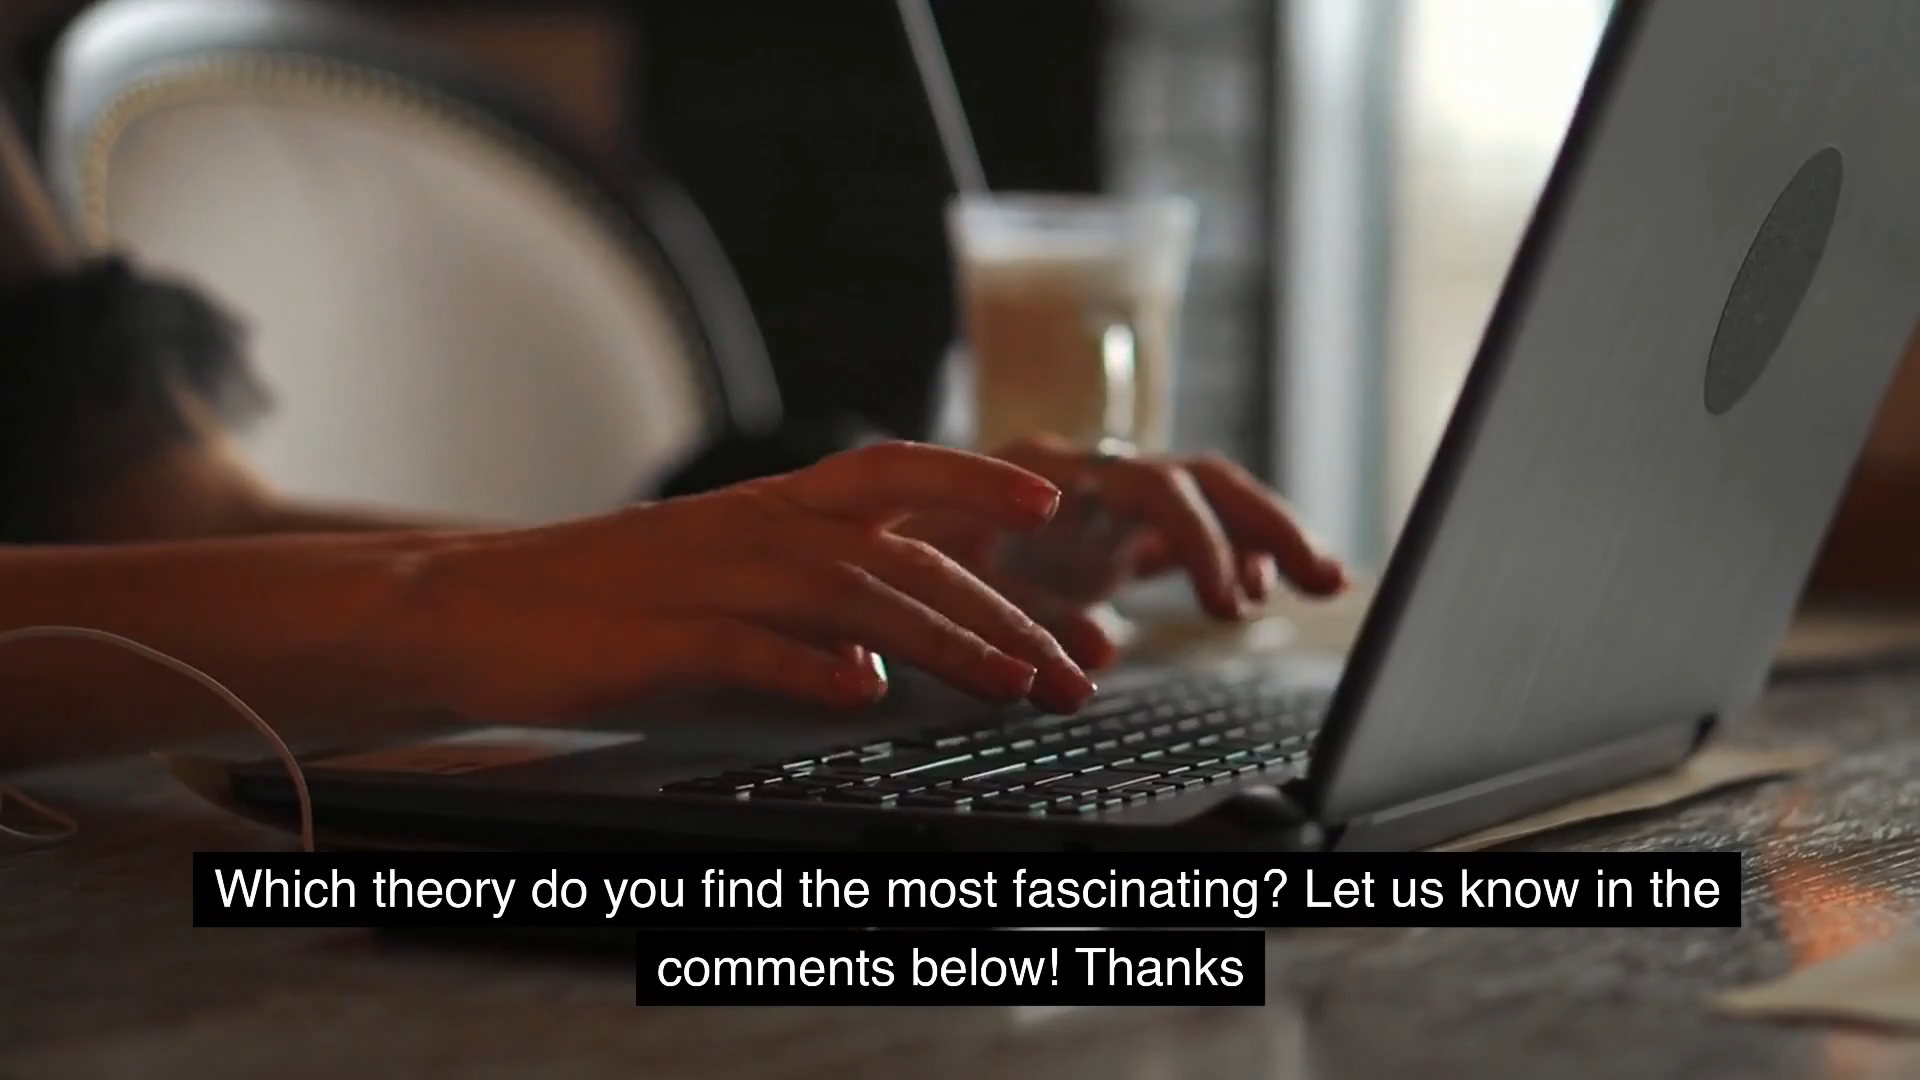 Which theory do you find the most fascinating? Let us know in the
comments below! Thanks